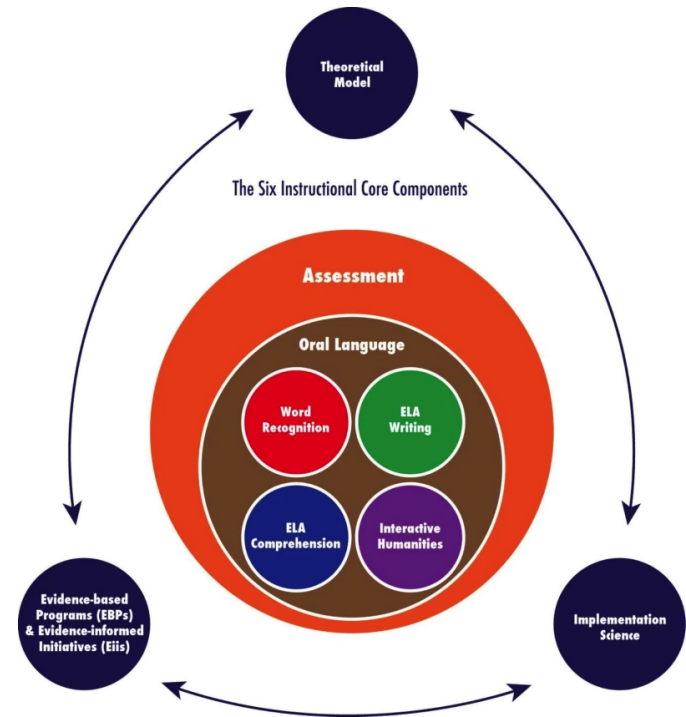 Theoretical
Model
The Six Instructional Core Components
Assessment
Oral Language
Word
Recognition
ELA
Writing
ELA
Comprehension
Interactive
Humanities
Evidence-based
Programs (EBPs)
& Evidence-informed
Initiatives (Eiis)
Implementation
Science